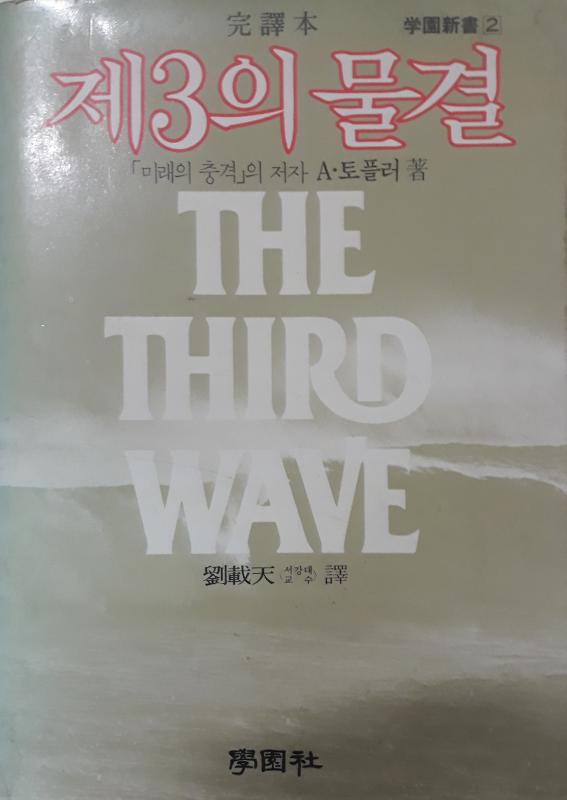 完譯本 学園新書 2
제3의 물결
「미래의 충격」의 저자 A·토플러 著
THE
THIRD
WAVE
劉載天 (서강대 교수) 譯
學園社